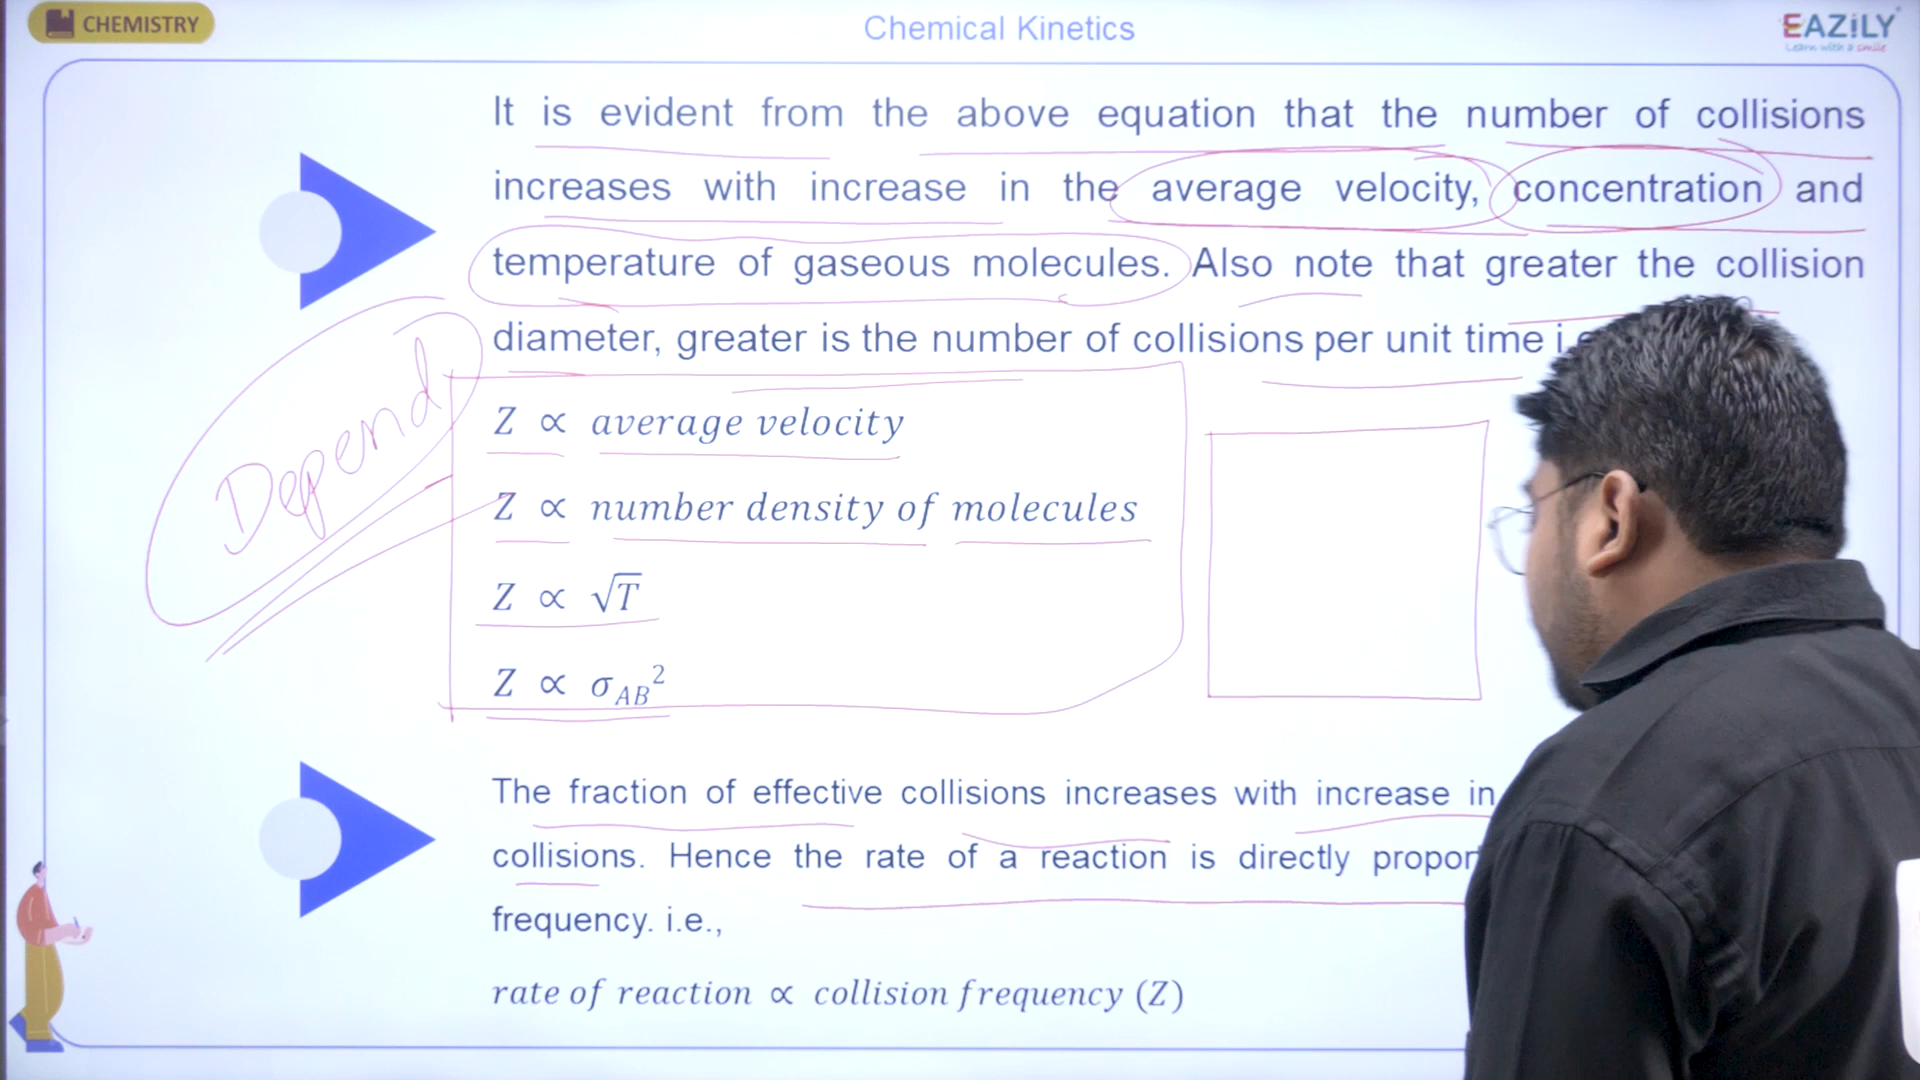 CHEMISTRY
Chemical Kinetics
EAZiLY
Learn with a smile
It is evident from the above equation that the number of collisions
increases with increase in the average velocity, concentration and
temperature of gaseous molecules. Also note that greater the collision
diameter, greater is the number of collisions per unit time i.e
Depend
Z ∝ average velocity
Z ∝ number density of molecules
Z ∝ √T
Z ∝ σ_AB²
The fraction of effective collisions increases with increase in
collisions. Hence the rate of a reaction is directly propor
frequency. i.e.,
rate of reaction ∝ collision frequency (Z)